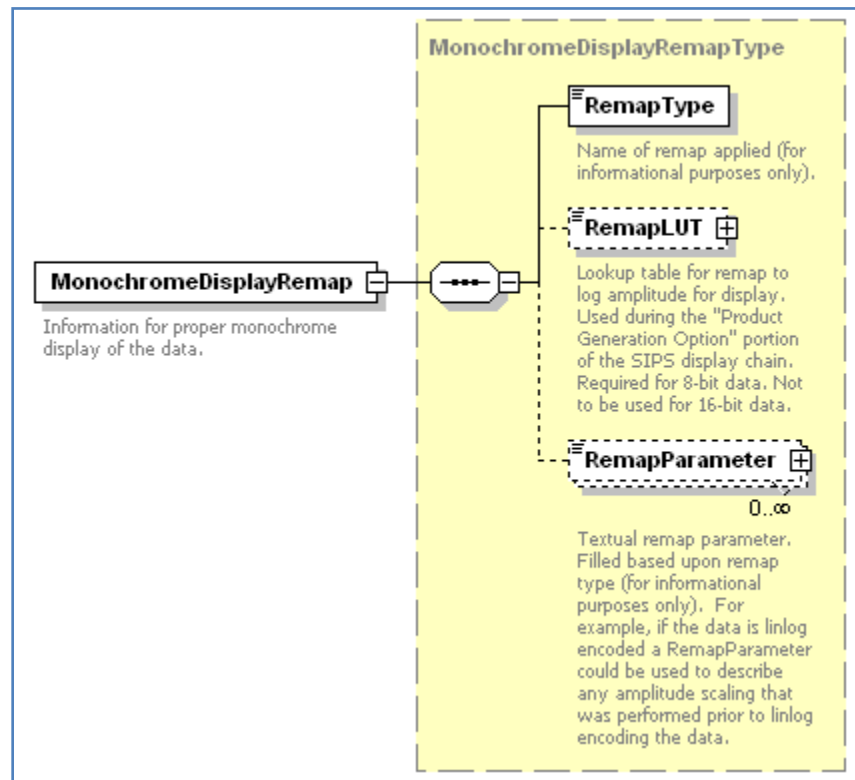 MonochromeDisplayRemapType
RemapType
Name of remap applied (for
informational purposes only).
RemapLUT
Lookup table for remap to
log amplitude for display.
Used during the "Product
Generation Option" portion
of the SIPS display chain.
Required for 8-bit data. Not
to be used for 16-bit data.
MonochromeDisplayRemap
Information for proper monochrome
display of the data.
RemapParameter
0..∞
Textual remap parameter.
Filled based upon remap
type (for informational
purposes only).  For
example, if the data is linlog
encoded a RemapParameter
could be used to describe
any amplitude scaling that
was performed prior to linlog
encoding the data.